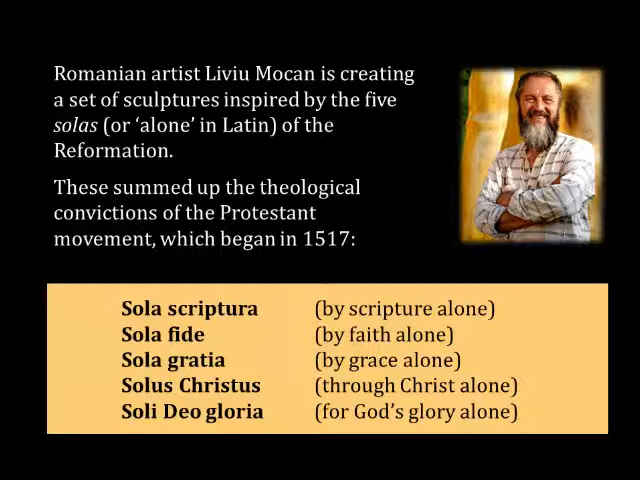 Romanian artist Liviu Mocan is creating
a set of sculptures inspired by the five
solas (or ‘alone’ in Latin) of the
Reformation.
These summed up the theological
convictions of the Protestant
movement, which began in 1517:
Sola scriptura (by scripture alone)
Sola fide (by faith alone)
Sola gratia (by grace alone)
Solus Christus (through Christ alone)
Soli Deo gloria (for God’s glory alone)